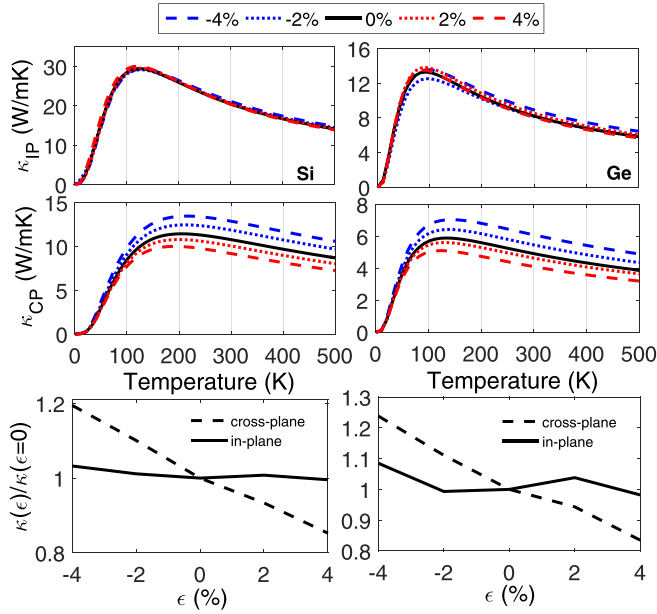 -4% -2% 0% 2% 4%
κIP (W/mK)
30
20
10
0
Si
16
12
8
4
0
Ge
κCP (W/mK)
15
10
5
0
0 100 200 300 400 500
Temperature (K)
8
6
4
2
0
0 100 200 300 400 500
Temperature (K)
κ(ϵ)/κ(ϵ=0)
1.2
1
0.8
cross-plane
in-plane
-4 -2 0 2 4
ϵ (%)
1.3
1.2
1.1
1.0
0.9
0.8
cross-plane
in-plane
-4 -2 0 2 4
ϵ (%)